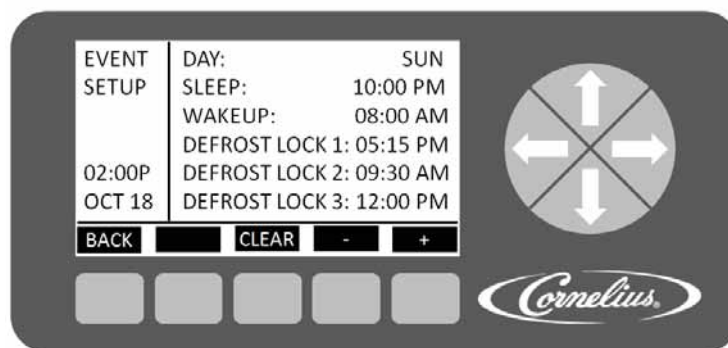 EVENT
SETUP
02:00P
OCT 18
DAY: SUN
SLEEP: 10:00 PM
WAKEUP: 08:00 AM
DEFROST LOCK 1: 05:15 PM
DEFROST LOCK 2: 09:30 AM
DEFROST LOCK 3: 12:00 PM
BACK CLEAR - +
Cornelius.